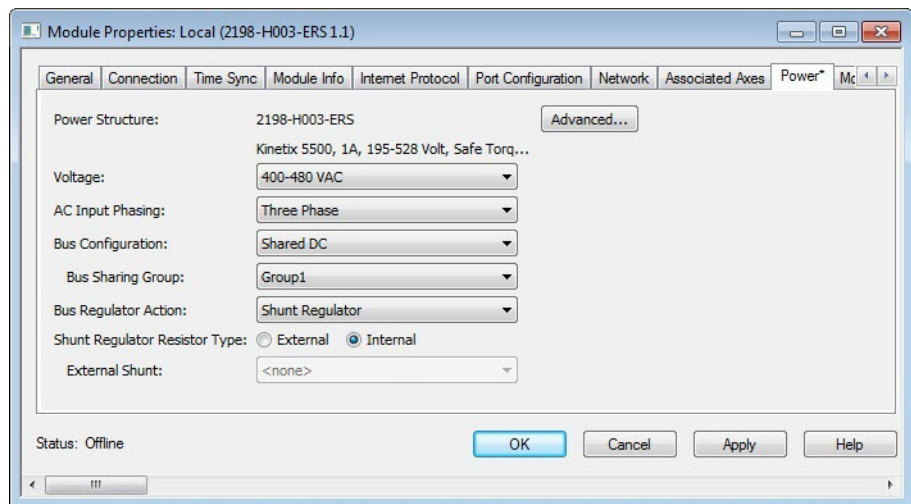 Module Properties: Local (2198-H003-ERS 1.1)
General Connection Time Sync Module Info Internet Protocol Port Configuration Network Associated Axes Power*
Power Structure: 2198-H003-ERS Advanced...
Kinetix 5500, 1A, 195-528 Volt, Safe Torq...
Voltage: 400-480 VAC
AC Input Phasing: Three Phase
Bus Configuration: Shared DC
Bus Sharing Group: Group1
Bus Regulator Action: Shunt Regulator
Shunt Regulator Resistor Type: External Internal
External Shunt: <none>
Status: Offline OK Cancel Apply Help